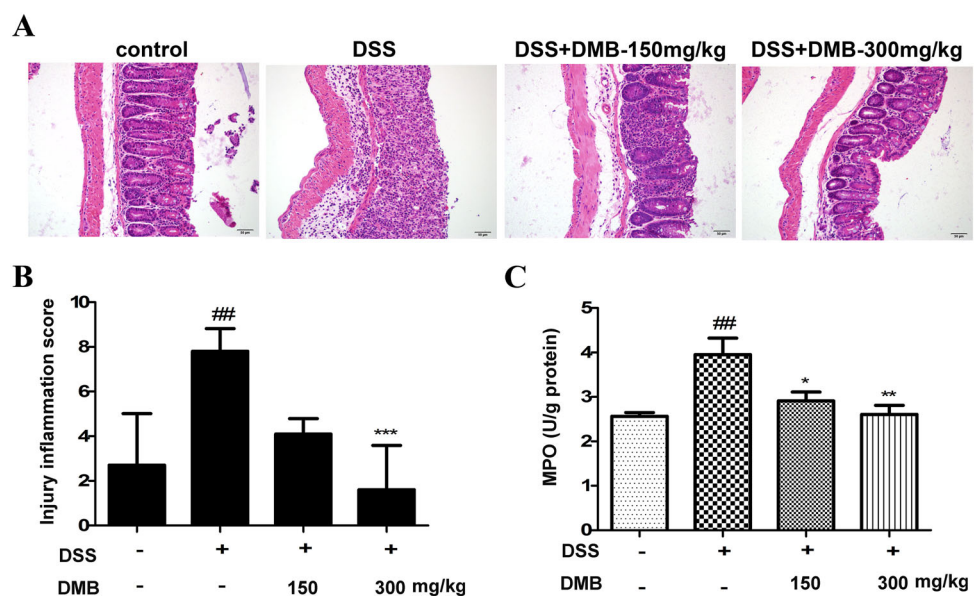 A
control DSS DSS+DMB-150mg/kg DSS+DMB-300mg/kg
B
Injury inflammation score
10
8
6
4
2
0
##
***
DSS - + + +
DMB - - 150 300 mg/kg
C
MPO (U/g protein)
5
4
3
2
1
0
##
*
**
DSS - + + +
DMB - - 150 300 mg/kg